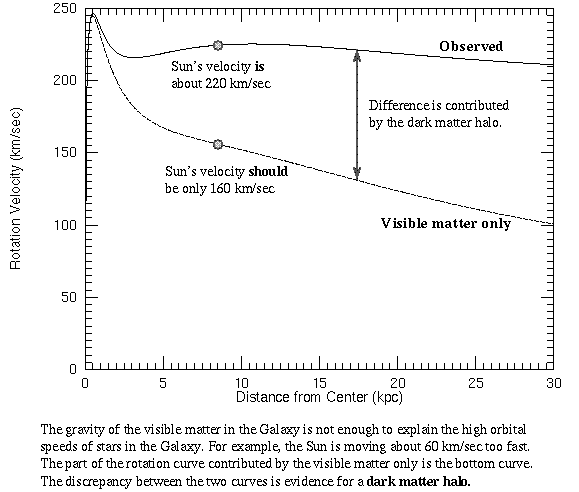 250
200
150
100
50
0
Rotation Velocity (km/sec)
Observed
Sun's velocity is
about 220 km/sec
Difference is contributed
by the dark matter halo.
Sun's velocity should
be only 160 km/sec
Visible matter only
0 5 10 15 20 25 30
Distance from Center (kpc)
The gravity of the visible matter in the Galaxy is not enough to explain the high orbital
speeds of stars in the Galaxy. For example, the Sun is moving about 60 km/sec too fast.
The part of the rotation curve contributed by the visible matter only is the bottom curve.
The discrepancy between the two curves is evidence for a dark matter halo.